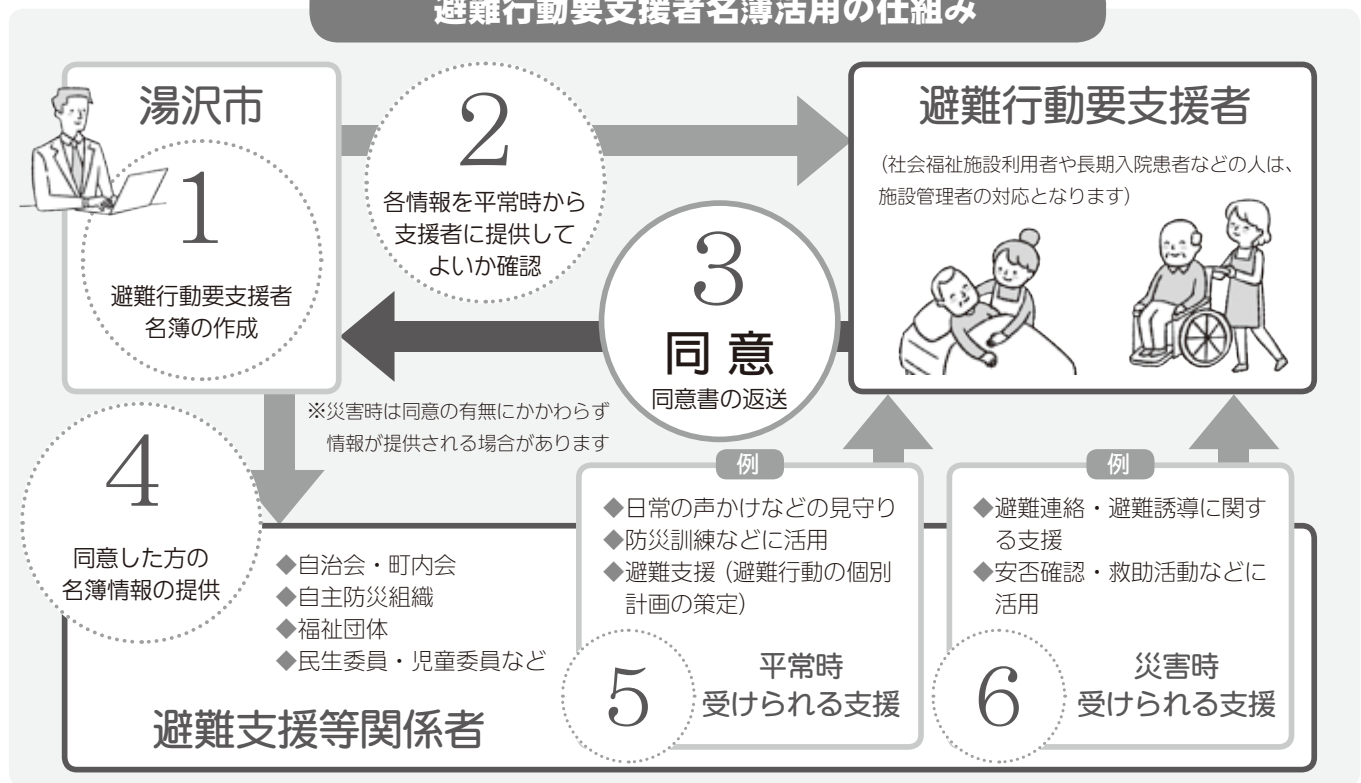 避難行動要支援者名簿活用の仕組み
湯沢市
1
避難行動要支援者
名簿の作成
2
各情報を平常時から
支援者に提供して
よいか確認
避難行動要支援者
(社会福祉施設利用者や長期入院患者などの人は、
施設管理者の対応となります)
3
同意
同意書の返送
※災害時は同意の有無にかかわらず
情報が提供される場合があります
4
同意した方の
名簿情報の提供
◆自治会・町内会
◆自主防災組織
◆福祉団体
◆民生委員・児童委員など
避難支援等関係者
例
◆日常の声かけなどの見守り
◆防災訓練などに活用
◆避難支援(避難行動の個別
計画の策定)
5
平常時
受けられる支援
例
◆避難連絡・避難誘導に関す
る支援
◆安否確認・救助活動などに
活用
6
災害時
受けられる支援